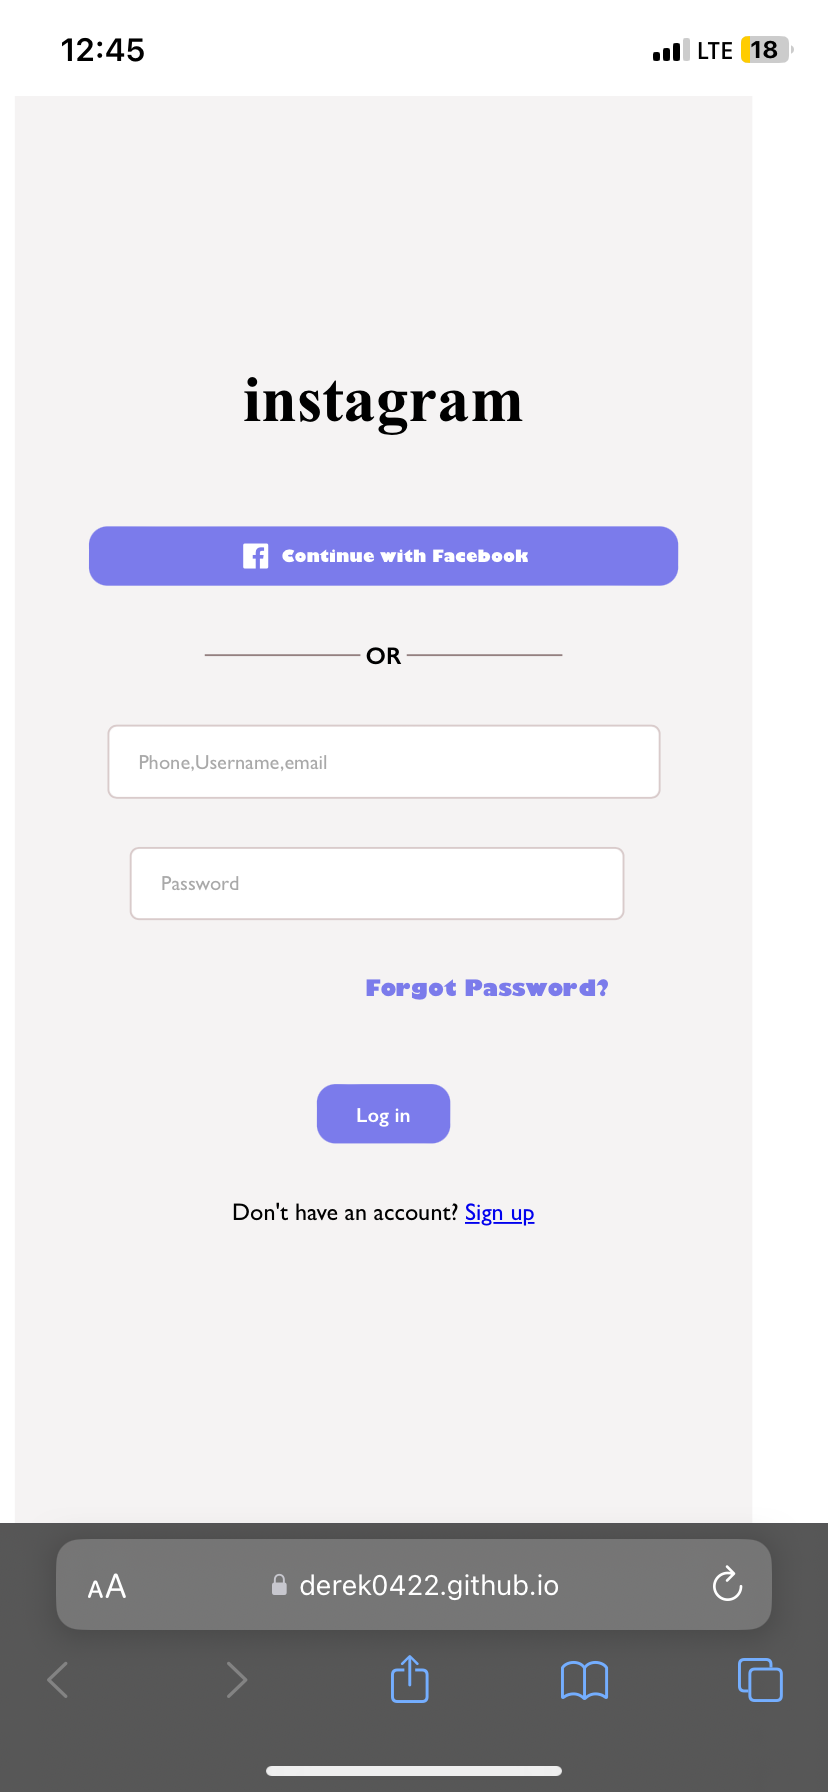 12:45 LTE 18
instagram
Continue with Facebook
OR
Phone,Username,email
Password
Forgot Password?
Log in
Don't have an account? Sign up
AA derek0422.github.io